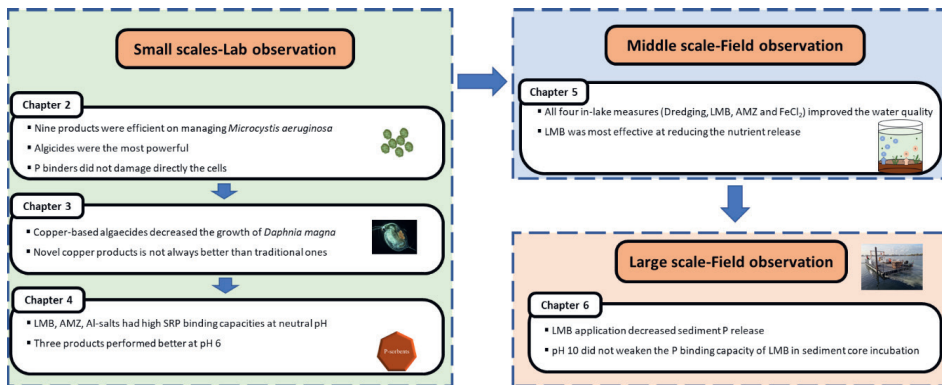 Small scales-Lab observation
Chapter 2
▪ Nine products were efficient on managing Microcystis aeruginosa
▪ Algicides were the most powerful
▪ P binders did not damage directly the cells
Chapter 3
▪ Copper-based algaecides decreased the growth of Daphnia magna
▪ Novel copper products is not always better than traditional ones
Chapter 4
▪ LMB, AMZ, Al-salts had high SRP binding capacities at neutral pH
▪ Three products performed better at pH 6
P-sorbents
Middle scale-Field observation
Chapter 5
▪ All four in-lake measures (Dredging, LMB, AMZ and FeCl₂) improved the water quality
▪ LMB was most effective at reducing the nutrient release
Large scale-Field observation
Chapter 6
▪ LMB application decreased sediment P release
▪ pH 10 did not weaken the P binding capacity of LMB in sediment core incubation